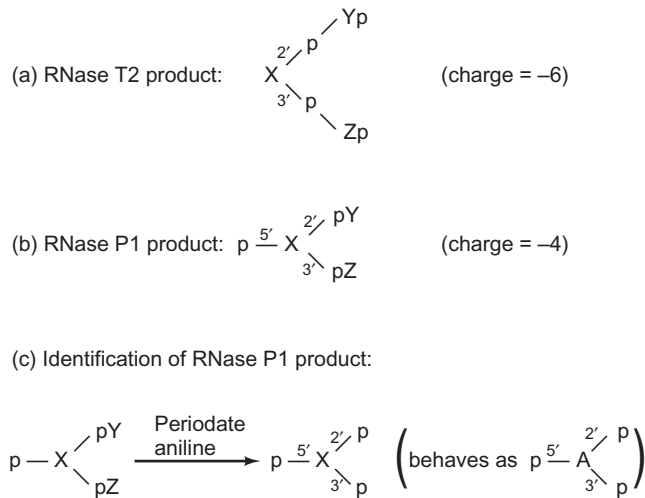 Yp
2′ p
(a) RNase T2 product: X (charge = –6)
3′ p
Zp
2′ pY
(b) RNase P1 product: p 5′ X (charge = –4)
3′ pZ
(c) Identification of RNase P1 product:
pY Periodate 2′ p 2′ p
p X aniline p 5′ X (behaves as p 5′ A )
pZ 3′ p 3′ p